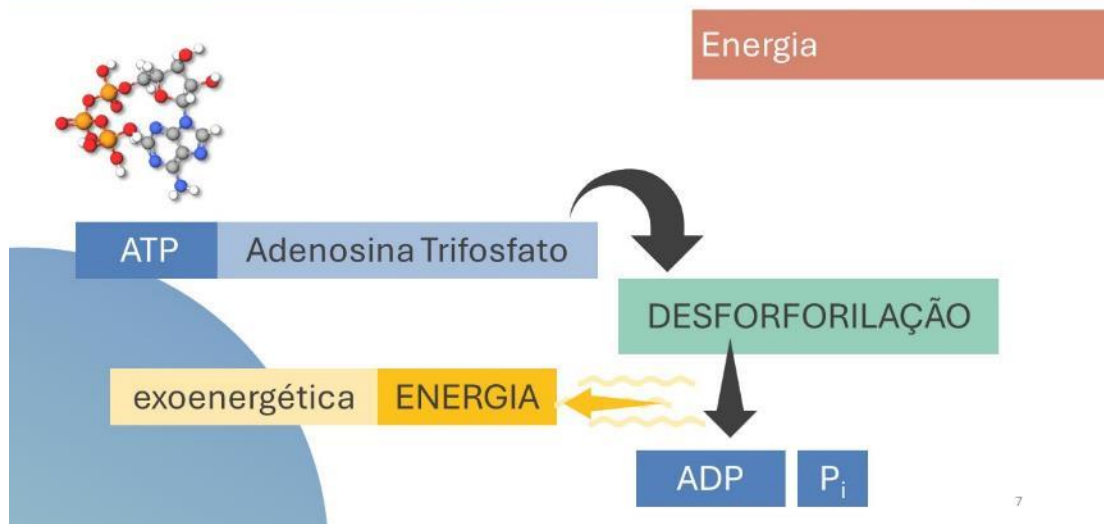 Energia
ATP Adenosina Trifosfato
DESFORFORILAÇÃO
exoenergética ENERGIA
ADP Pi
7